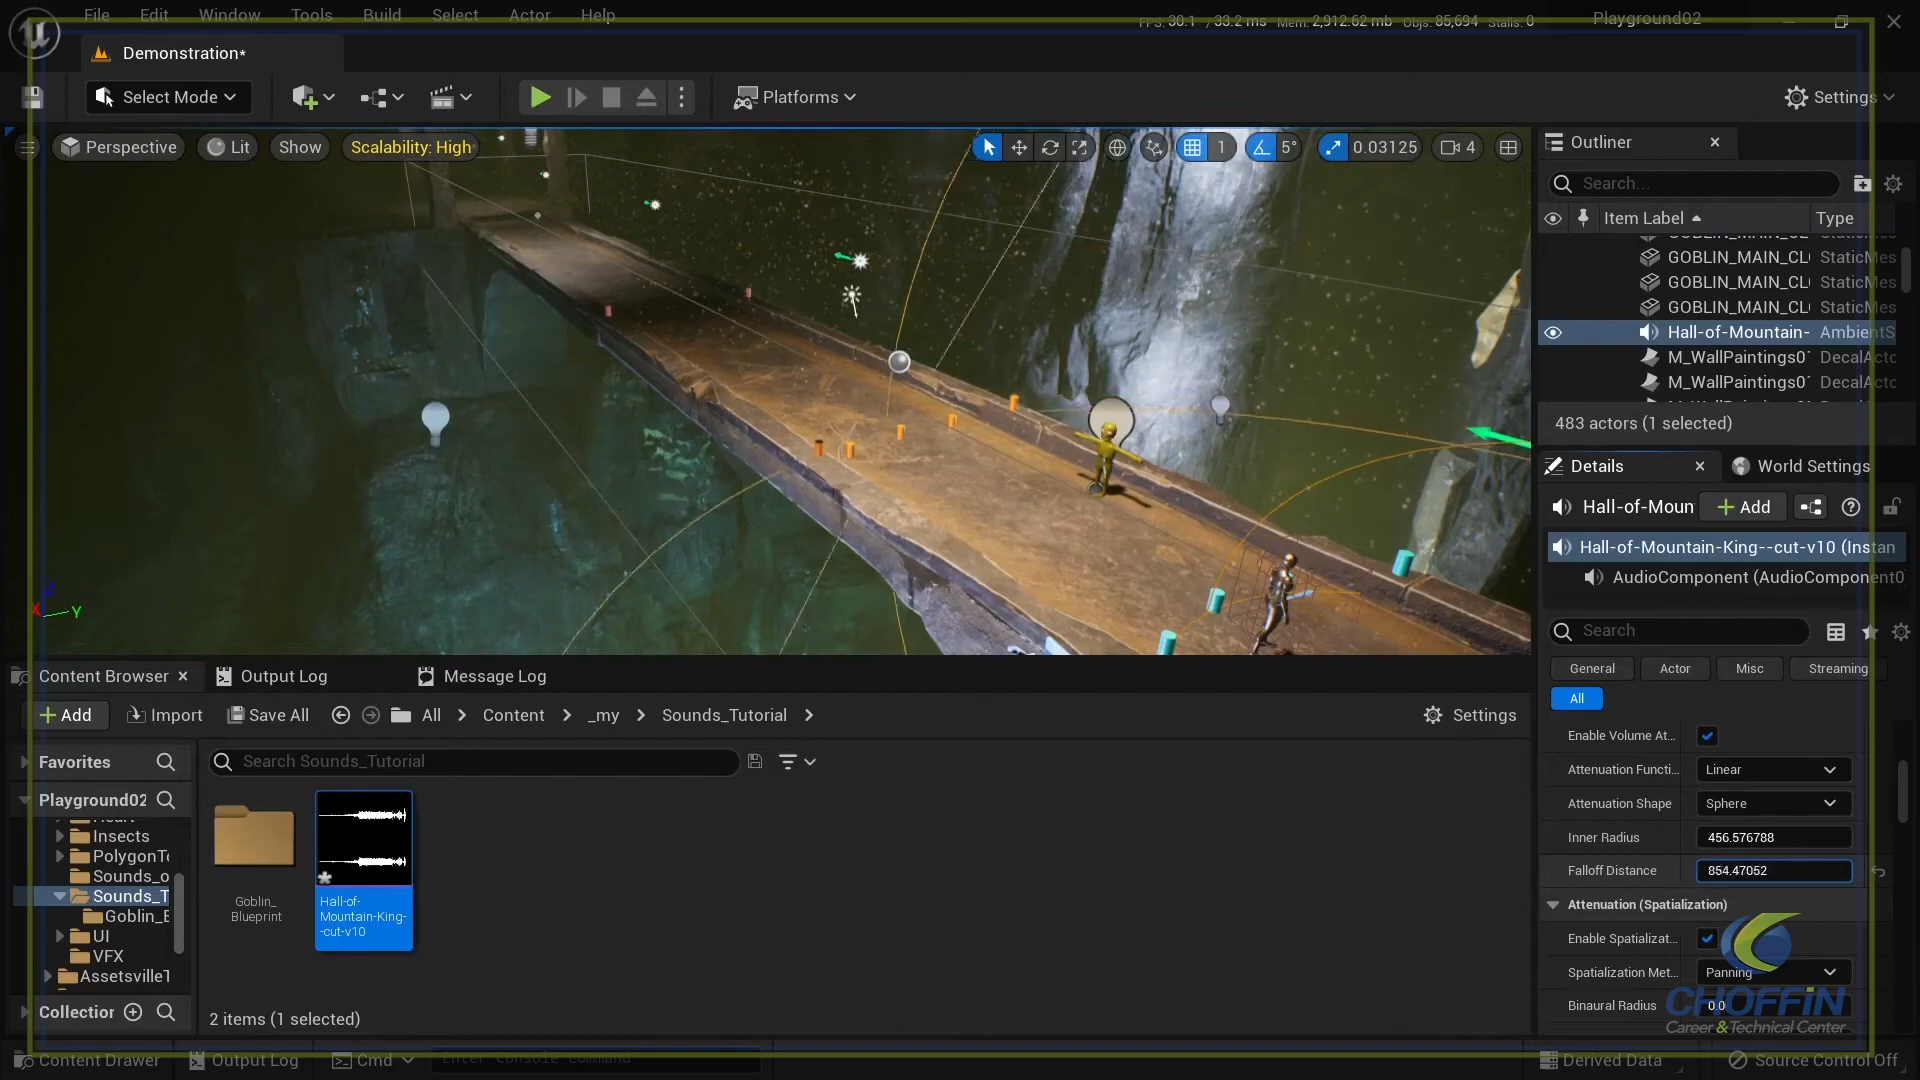 File Edit Window Tools Build Select Actor Help
FPS: 30.1 / 33.2 ms Mem: 2,912.62 mb Objs: 85,694 Stalls: 0
Playground02
Demonstration*
Select Mode
Platforms
Settings
Perspective
Lit
Show
Scalability: High
1
5°
0.03125
4
Outliner
Search...
Item Label
Type
GOBLIN_MAIN_CL StaticMes
GOBLIN_MAIN_CL StaticMes
GOBLIN_MAIN_CL StaticMes
Hall-of-Mountain- AmbientS
M_WallPaintings0 DecalActo
M_WallPaintings0 DecalActo
483 actors (1 selected)
Details
World Settings
Hall-of-Moun
Add
Hall-of-Mountain-King--cut-v10 (Instan
AudioComponent (AudioComponent0
Search
General Actor Misc Streaming
All
Enable Volume At...
Attenuation Functi... Linear
Attenuation Shape Sphere
Inner Radius 456.576788
Falloff Distance 854.47052
Attenuation (Spatialization)
Enable Spatializat...
Spatialization Met... Panning
Binaural Radius 0.0
CHOFFIN
Career & Technical Center
X
Y
Z
Content Browser
Output Log
Message Log
Add
Import
Save All
All > Content > _my > Sounds_Tutorial >
Settings
Favorites
Search Sounds_Tutorial
Playground02
Insects
PolygonT
Sounds_o
Sounds_T
Goblin_E
UI
VFX
AssetsvilleT
Collection
Goblin_
Blueprint
Hall-of-
Mountain-King-
-cut-v10
2 items (1 selected)
Content Drawer
Output Log
Cmd
Enter Console Command
Derived Data
Source Control Off